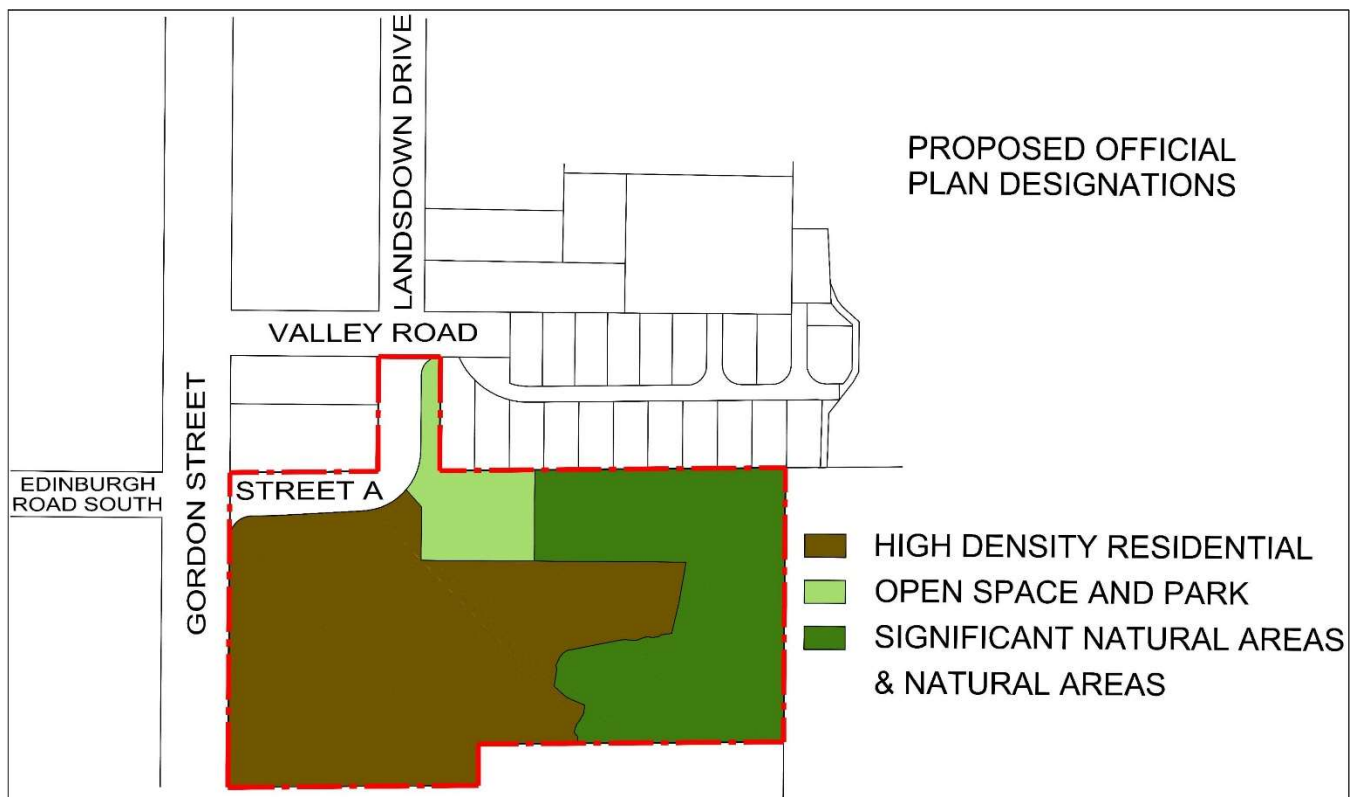 LANDSDOWN DRIVE
PROPOSED OFFICIAL
PLAN DESIGNATIONS
VALLEY ROAD
GORDON STREET
EDINBURGH
ROAD SOUTH
STREET A
HIGH DENSITY RESIDENTIAL
OPEN SPACE AND PARK
SIGNIFICANT NATURAL AREAS
& NATURAL AREAS